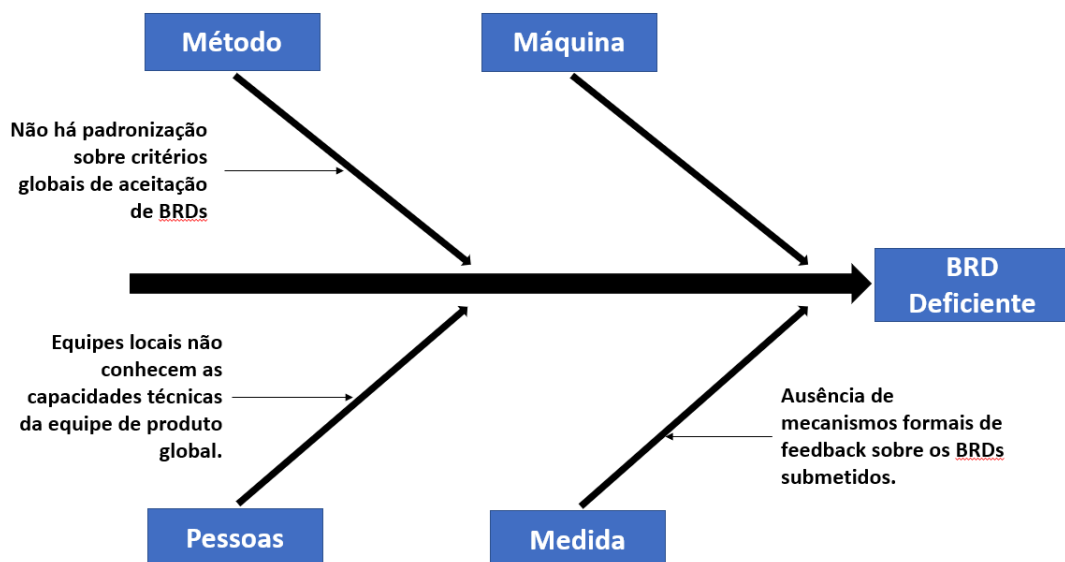 Método
Máquina
Não há padronização
sobre critérios
globais de aceitação
de BRDs
BRD
Deficiente
Equipes locais não
conhecem as
capacidades técnicas
da equipe de produto
global.
Ausência de
mecanismos formais de
feedback sobre os BRDs
submetidos.
Pessoas
Medida